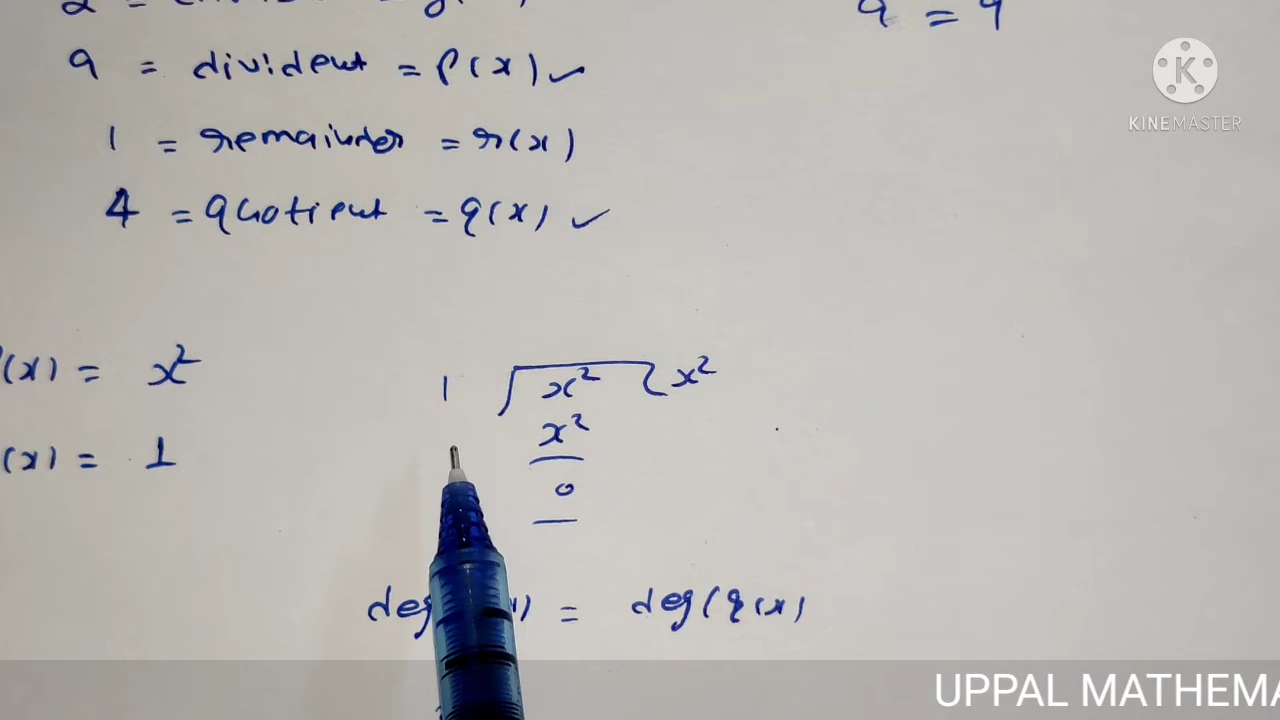 9 = 9
9 = divident = P(x) ✓
KINEMASTER
1 = remainder = r(x)
4 = quotient = q(x) ✓
(x) = x²
1 x² x²
x²
(x) = 1
0
deg = deg(q(x)
UPPAL MATHEMA